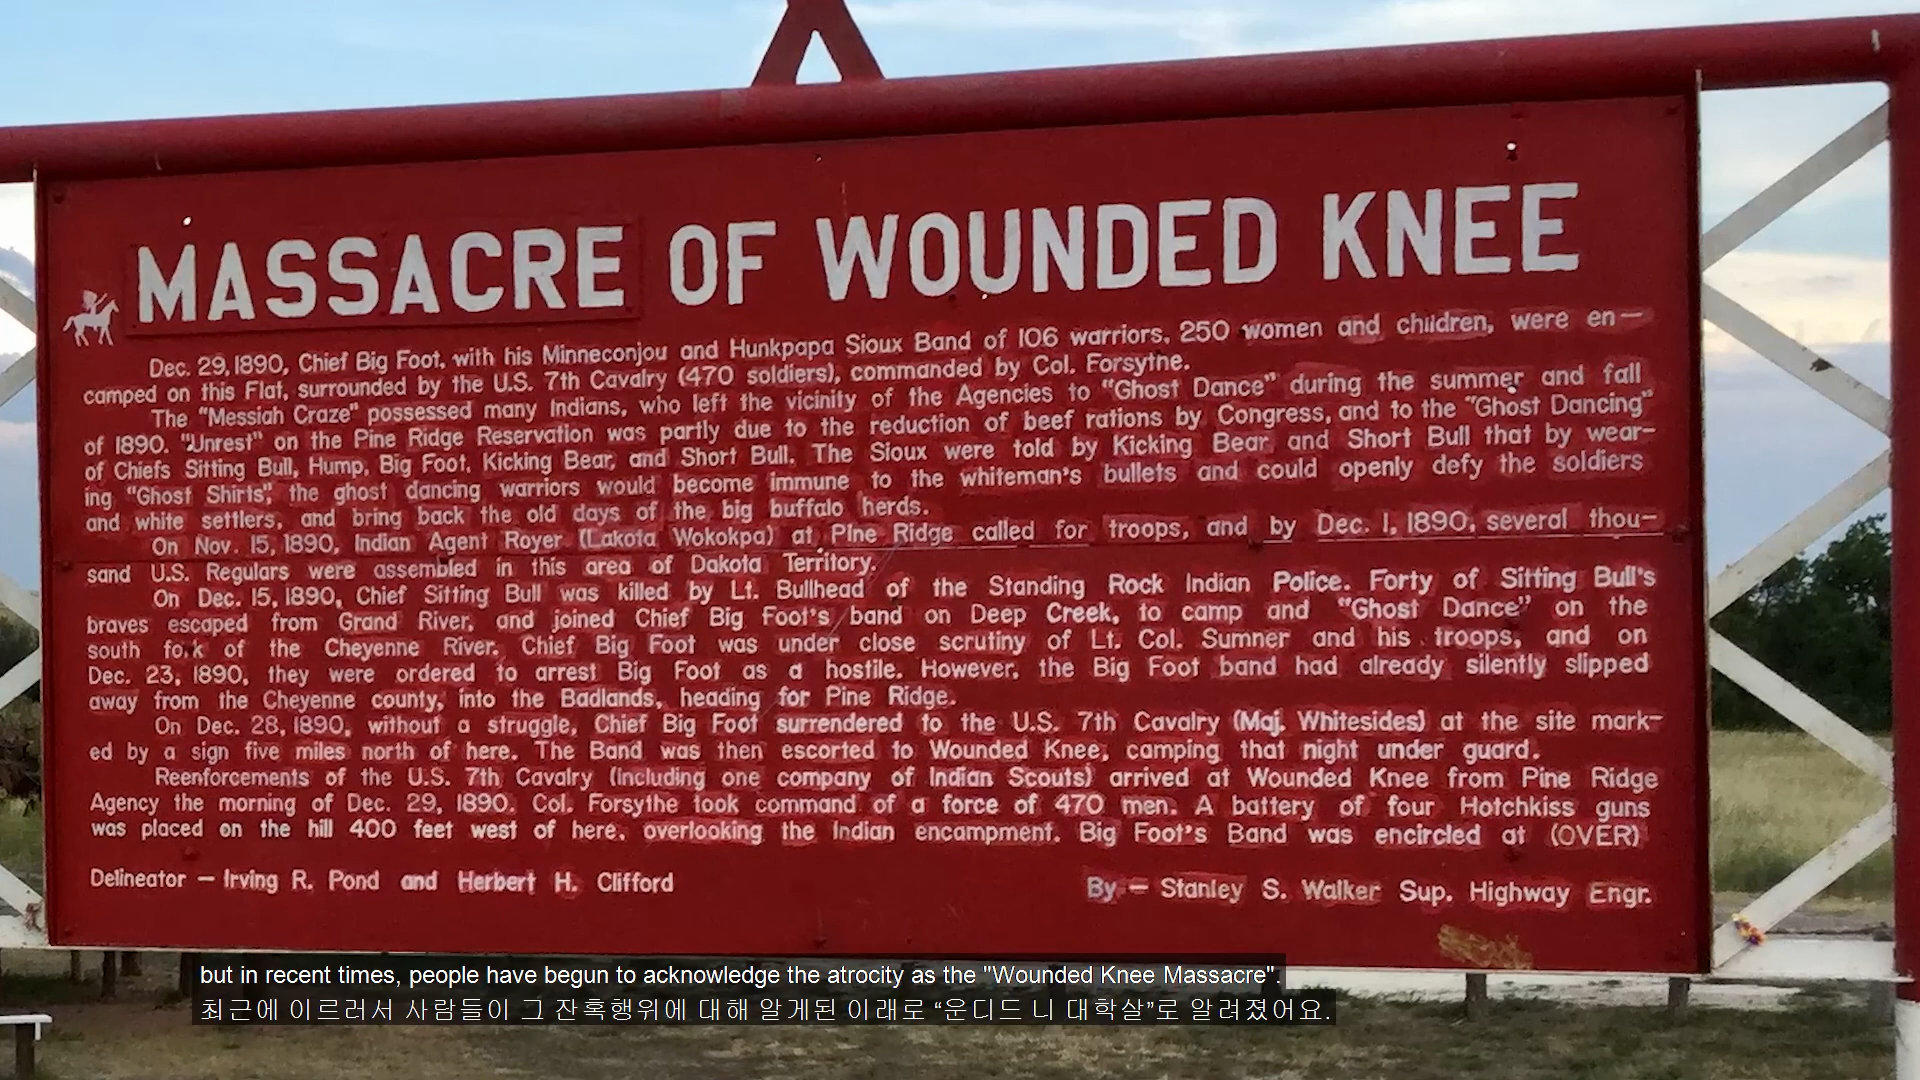 MASSACRE OF WOUNDED KNEE
Dec. 29, 1890, Chief Big Foot, with his Minneconjou and Hunkpapa Sioux Band of 106 warriors, 250 women and children, were en-
camped on this Flat, surrounded by the U.S. 7th Cavalry (470 soldiers), commanded by Col. Forsythe.
The "Messiah Craze" possessed many Indians, who left the vicinity of the Agencies to "Ghost Dance" during the summer and fall
of 1890. "Unrest" on the Pine Ridge Reservation was partly due to the reduction of beef rations by Congress, and to the "Ghost Dancing"
of Chiefs Sitting Bull, Hump, Big Foot, Kicking Bear, and Short Bull. The Sioux were told by Kicking Bear and Short Bull that by wear-
ing "Ghost Shirts", the ghost dancing warriors would become immune to the whiteman's bullets and could openly defy the soldiers
and white settlers, and bring back the old days of the big buffalo herds.
On Nov. 15, 1890, Indian Agent Royer (Lakota Wokokpa) at Pine Ridge called for troops, and by Dec. 1, 1890, several thou-
sand U.S. Regulars were assembled in this area of Dakota Territory.
On Dec. 15, 1890, Chief Sitting Bull was killed by Lt. Bullhead of the Standing Rock Indian Police. Forty of Sitting Bull's
braves escaped from Grand River, and joined Chief Big Foot's band on Deep Creek, to camp and "Ghost Dance" on the
south fork of the Cheyenne River. Chief Big Foot was under close scrutiny of Lt. Col. Sumner and his troops, and on
Dec. 23, 1890, they were ordered to arrest Big Foot as a hostile. However, the Big Foot band had already silently slipped
away from the Cheyenne county, into the Badlands, heading for Pine Ridge.
On Dec. 28, 1890, without a struggle, Chief Big Foot surrendered to the U.S. 7th Cavalry (Maj. Whitesides) at the site mark-
ed by a sign five miles north of here. The Band was then escorted to Wounded Knee, camping that night under guard.
Reenforcements of the U.S. 7th Cavalry (including one company of Indian Scouts) arrived at Wounded Knee from Pine Ridge
Agency the morning of Dec. 29, 1890. Col. Forsythe took command of a force of 470 men. A battery of four Hotchkiss guns
was placed on the hill 400 feet west of here, overlooking the Indian encampment. Big Foot's Band was encircled at (OVER)
Delineator — Irving R. Pond and Herbert H. Clifford
By — Stanley S. Walker Sup. Highway Engr.
but in recent times, people have begun to acknowledge the atrocity as the "Wounded Knee Massacre".
최근에 이르러서 사람들이 그 잔혹행위에 대해 알게된 이래로 “운디드 니 대학살”로 알려졌어요.